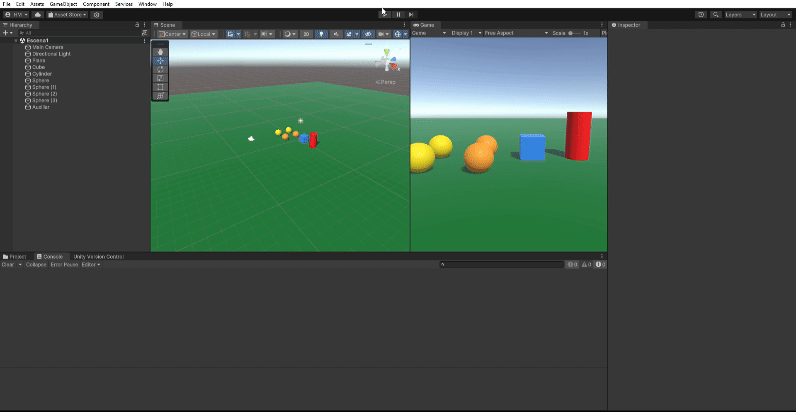 File Edit Assets GameObject Component Services Window Help
Asset Store Layers Layout
Hierarchy
All
Escena1
Main Camera
Directional Light
Plane
Cube
Cylinder
Sphere
Sphere (1)
Sphere (2)
Sphere (3)
Auxiliar
Scene
Center Local 2D
Persp
Game
Game Display 1 Free Aspect Scale 1x
Inspector
Project Console Unity Version Control
Clear Collapse Error Pause Editor
0 0 0